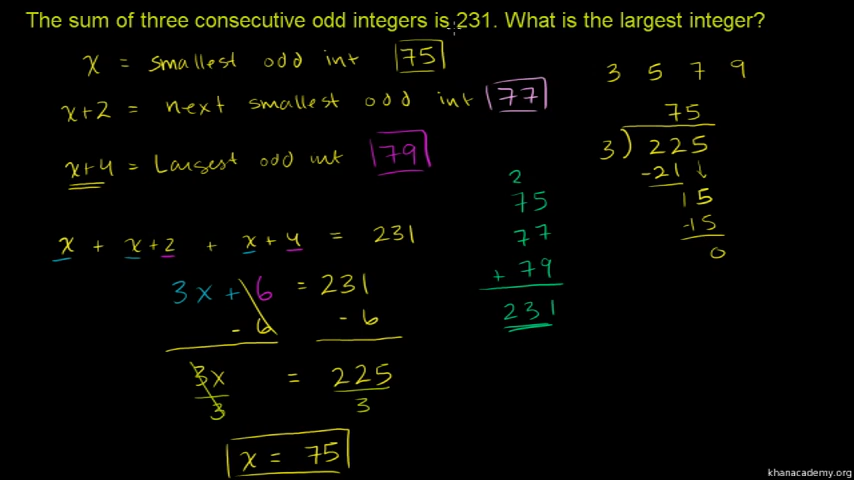 The sum of three consecutive odd integers is 231. What is the largest integer?
x = smallest odd int 75
x+2 = next smallest odd int 77
x+4 = Largest odd int 79
x + x+2 + x+4 = 231
3x + 6 = 231
- 6 - 6
3x = 225
3 3
x = 75
2
75
77
+ 79
231
3 5 7 9
75
3 ) 225
-21 ↓
15
-15
0
khanacademy.org